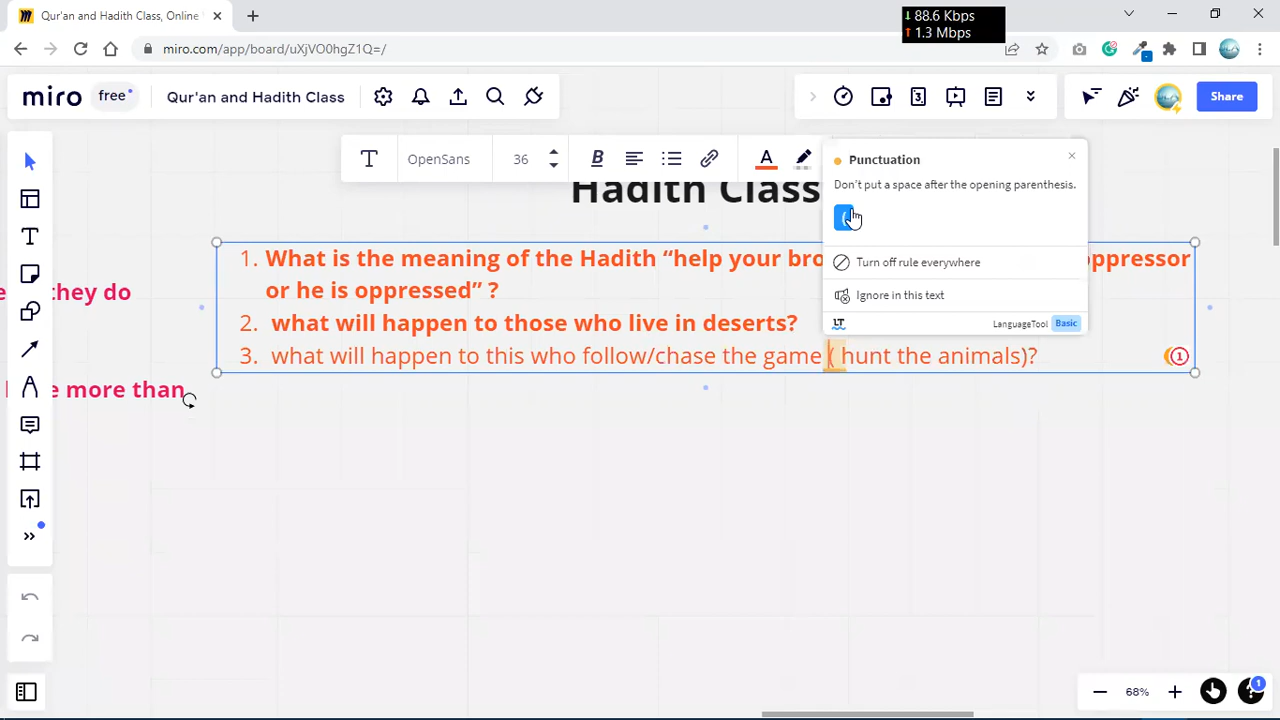 Qur'an and Hadith Class, Online
88.6 Kbps
1.3 Mbps
miro.com/app/board/uXjVO0hgZ1Q=/
miro free Qur'an and Hadith Class
Share
OpenSans 36 B A
Punctuation
Don't put a space after the opening parenthesis.
(
Turn off rule everywhere
Ignore in this text
LT LanguageTool Basic
Hadith Class
1. What is the meaning of the Hadith “help your bro
oppressor
or he is oppressed” ?
2. what will happen to those who live in deserts?
3. what will happen to this who follow/chase the game ( hunt the animals)?
1
they do
more than
68%
1